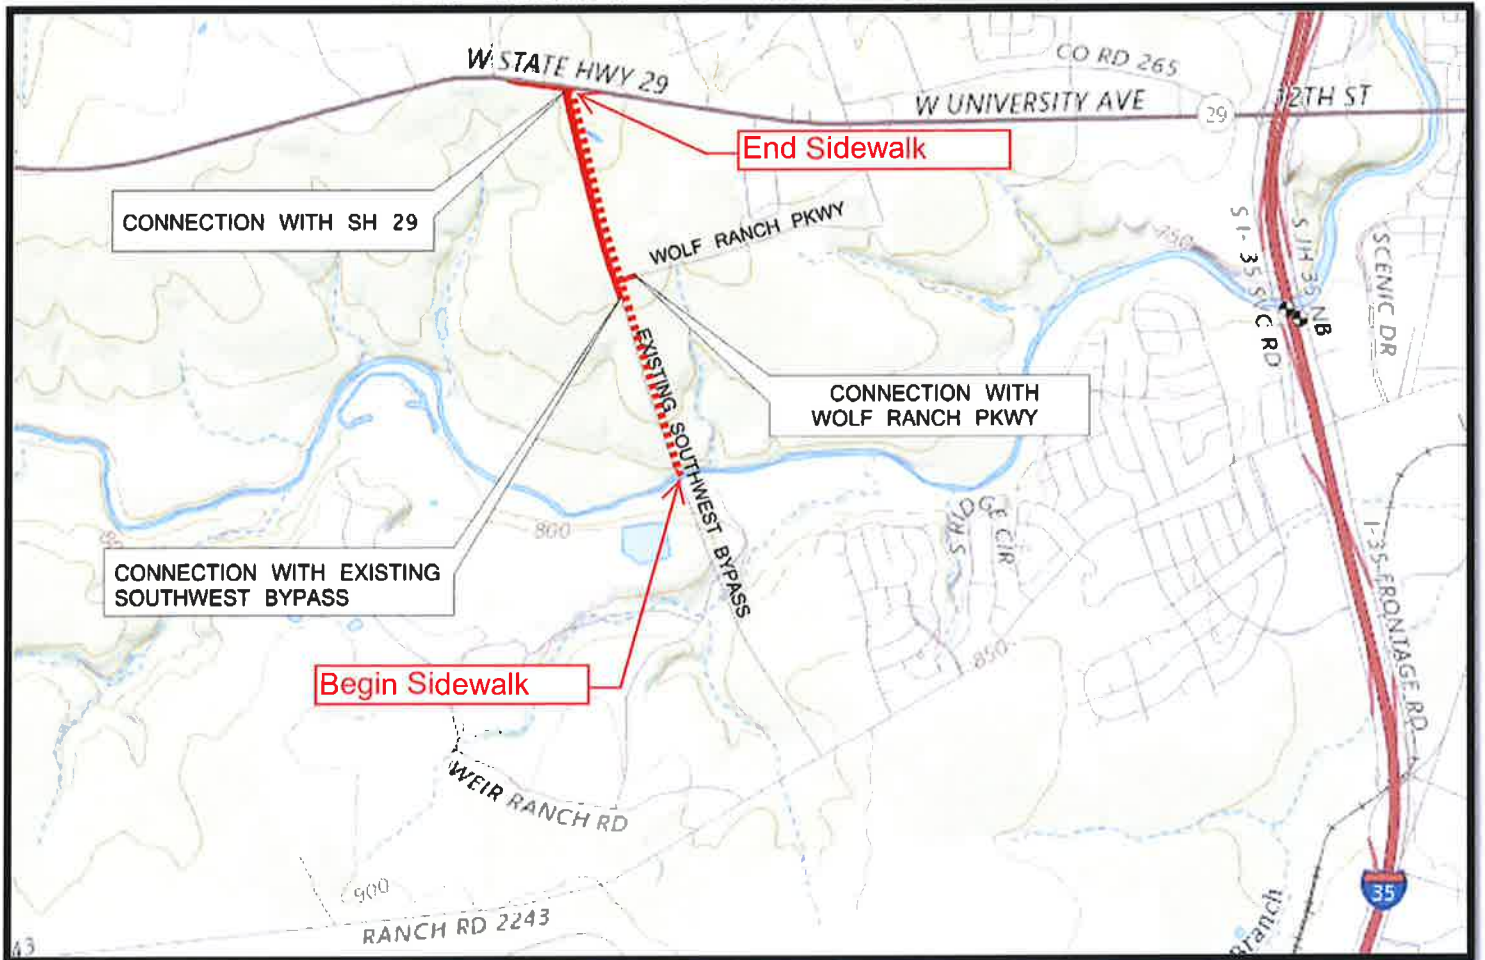 W STATE HWY 29
CO RD 265
W UNIVERSITY AVE
29
12TH ST
End Sidewalk
CONNECTION WITH SH 29
WOLF RANCH PKWY
750
S I-35 SVC RD
S IH 35 NB
SCENIC DR
EXISTING SOUTHWEST BYPASS
CONNECTION WITH
WOLF RANCH PKWY
800
CONNECTION WITH EXISTING
SOUTHWEST BYPASS
I-35 FRONTAGE RD
850
Begin Sidewalk
WEIR RANCH RD
900
RANCH RD 2243
35
Branch
43